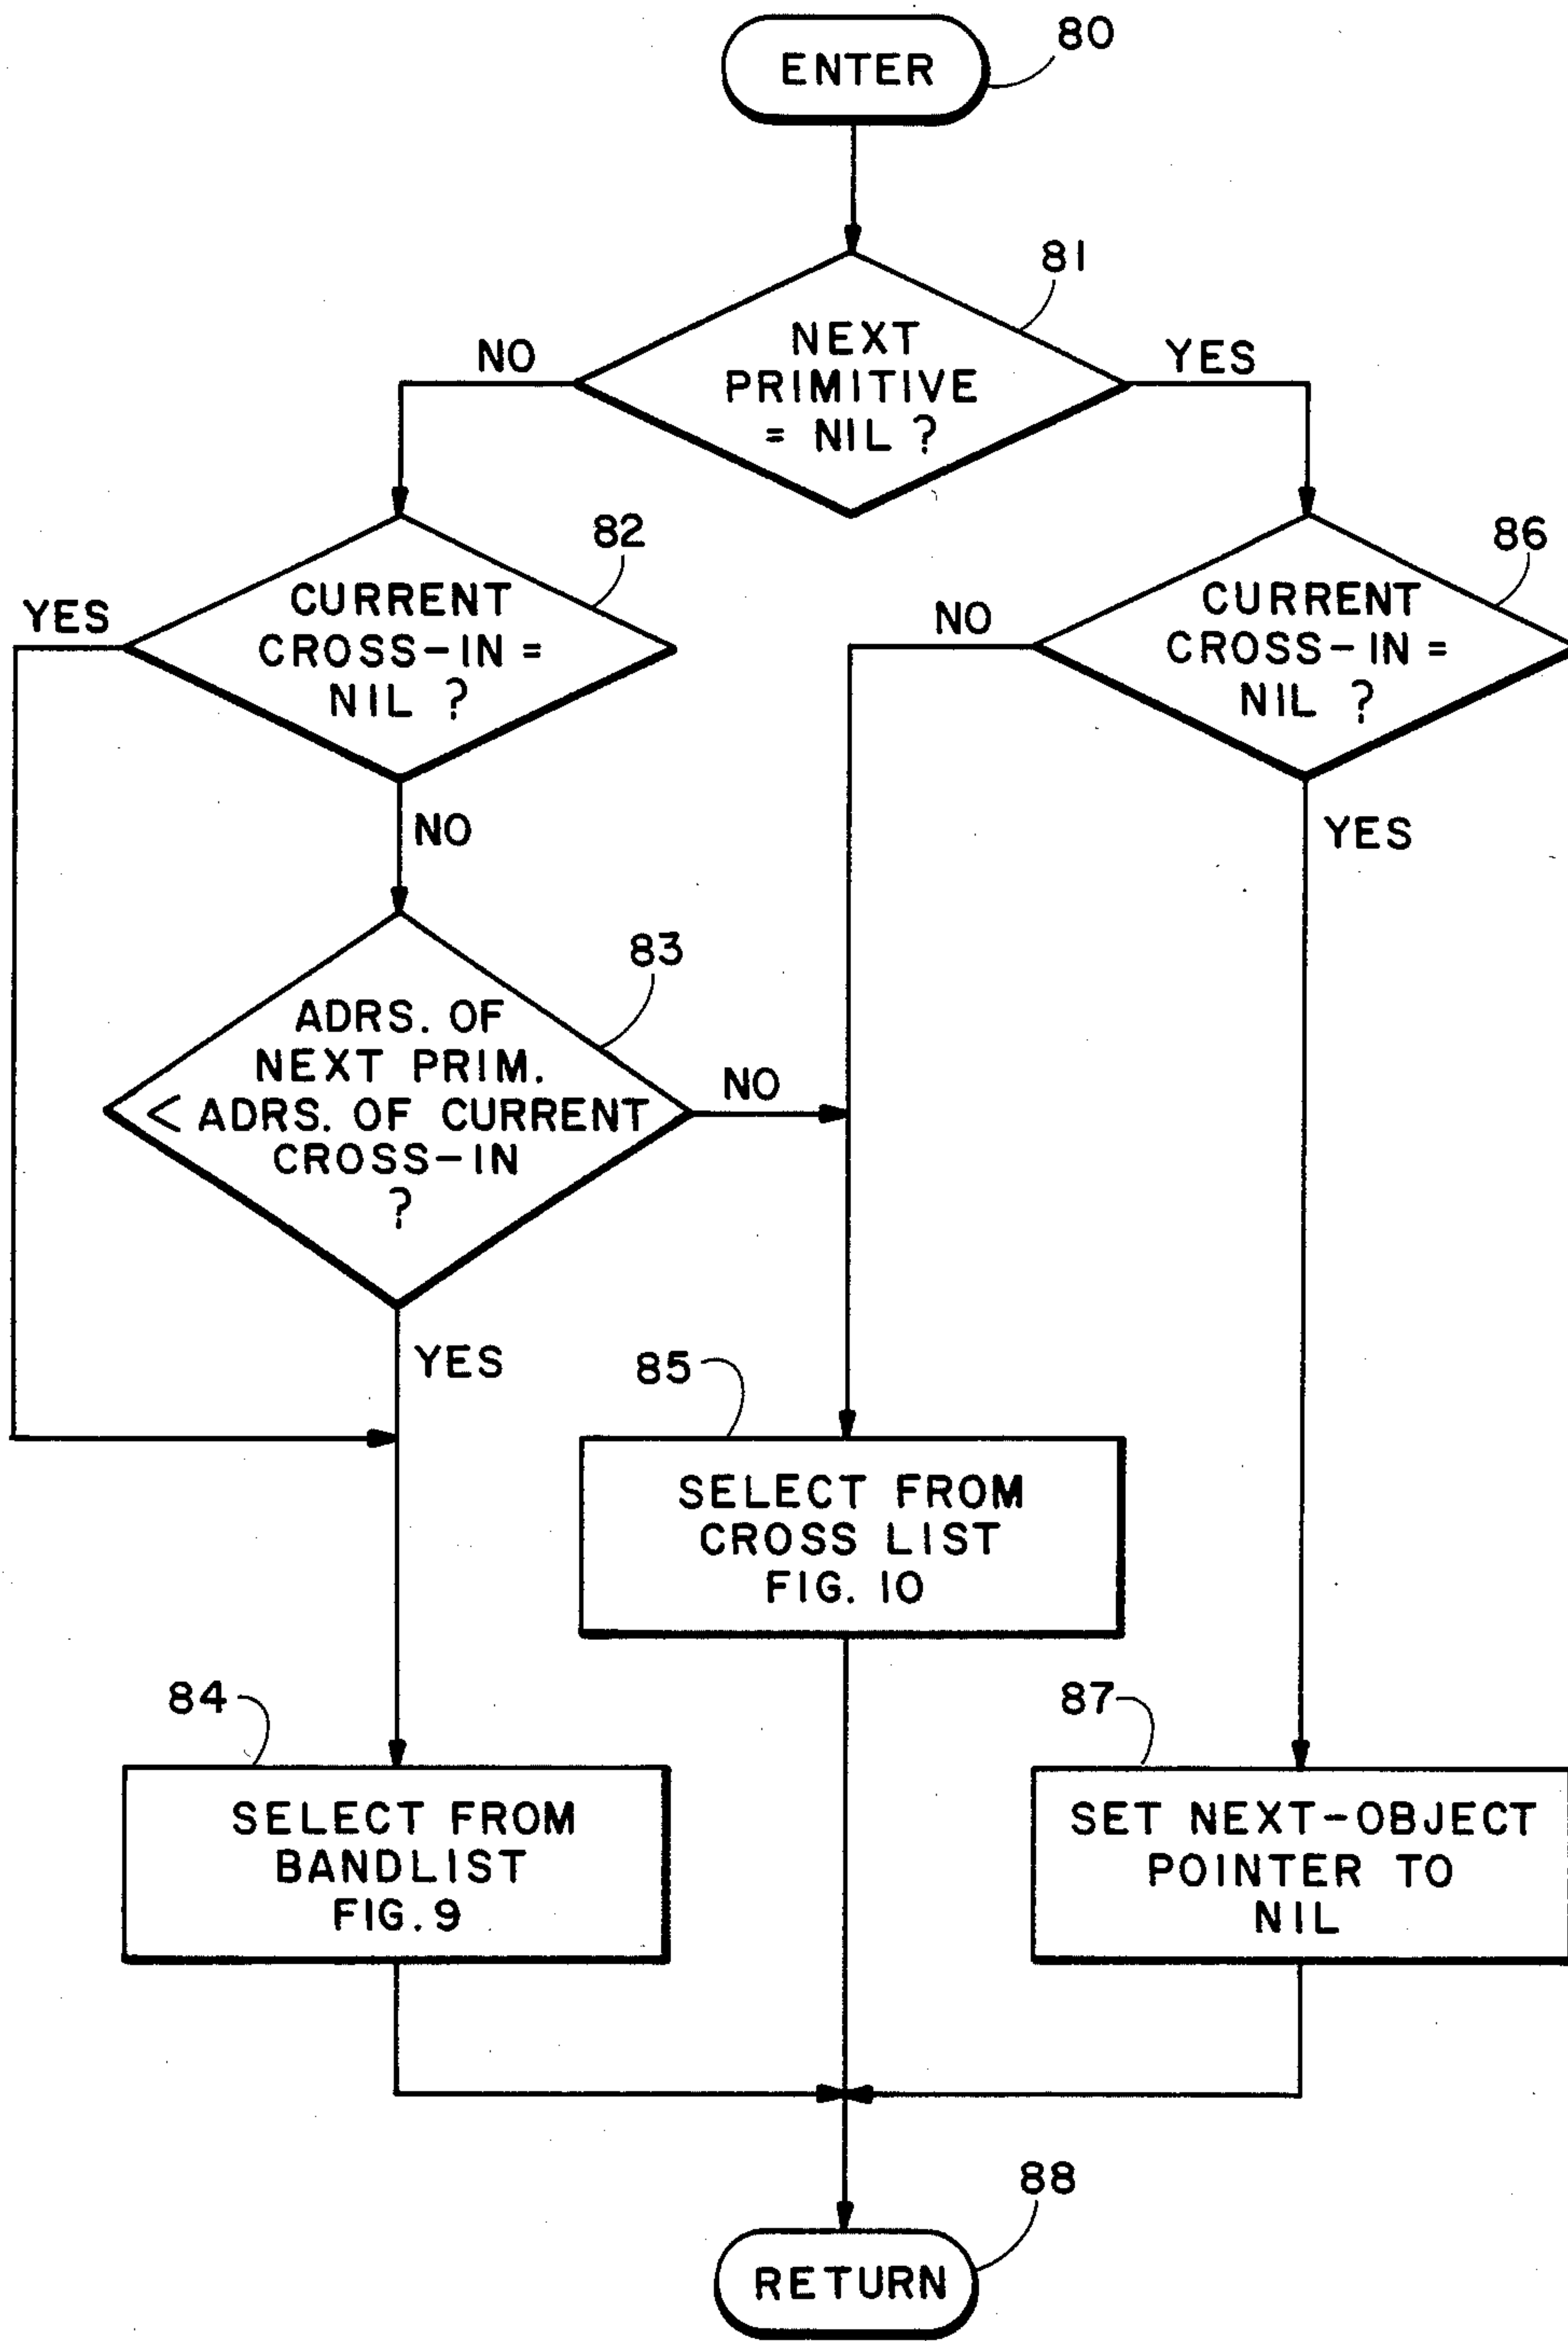 ENTER
80
81
NEXT
PRIMITIVE
= NIL ?
NO
YES
82
CURRENT
CROSS-IN =
NIL ?
YES
NO
86
CURRENT
CROSS-IN =
NIL ?
NO
YES
83
ADRS. OF
NEXT PRIM.
< ADRS. OF CURRENT
CROSS-IN
?
NO
YES
85
SELECT FROM
CROSS LIST
FIG. 10
84
SELECT FROM
BANDLIST
FIG. 9
87
SET NEXT-OBJECT
POINTER TO
NIL
88
RETURN